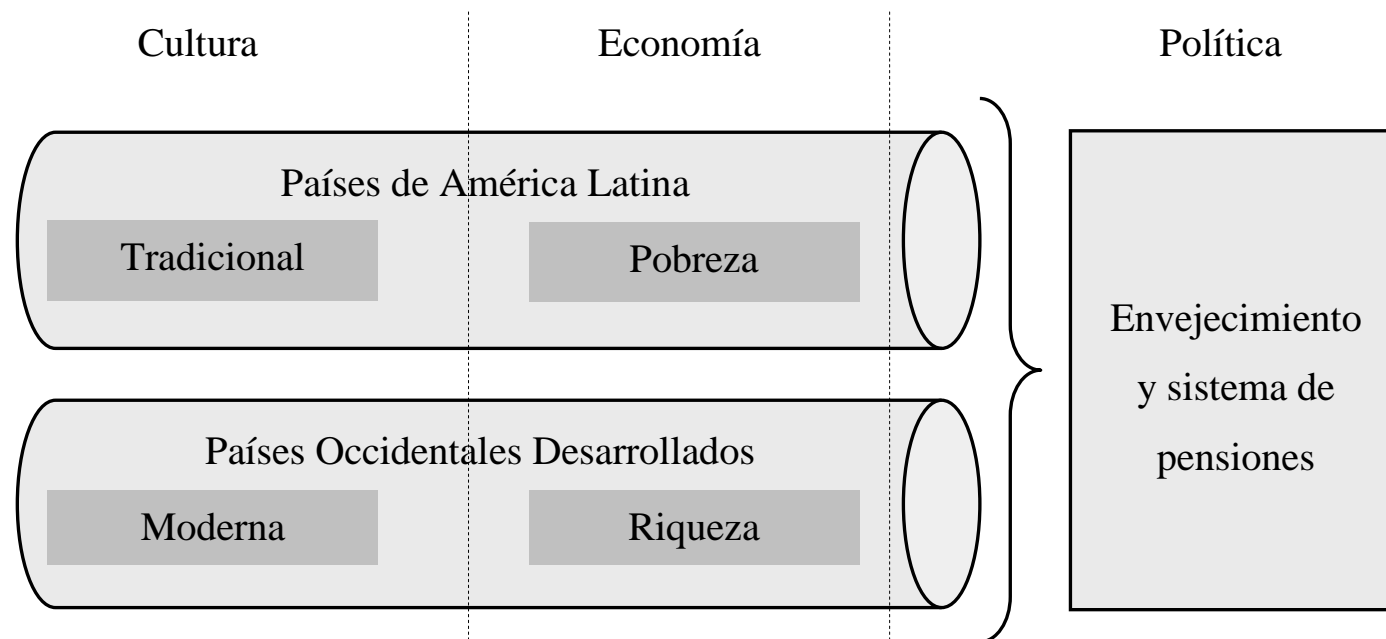 Cultura
Economía
Política
Países de América Latina
Tradicional
Pobreza
Países Occidentales Desarrollados
Moderna
Riqueza
Envejecimiento
y sistema de
pensiones